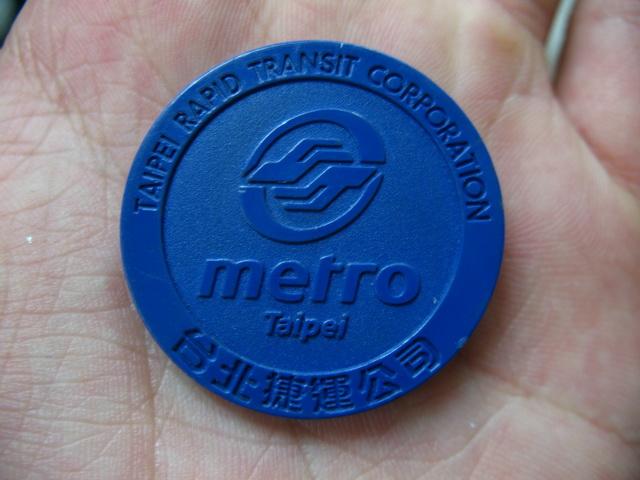 TAIPEI RAPID TRANSIT CORPORATION
metro
Taipei
台北捷運公司